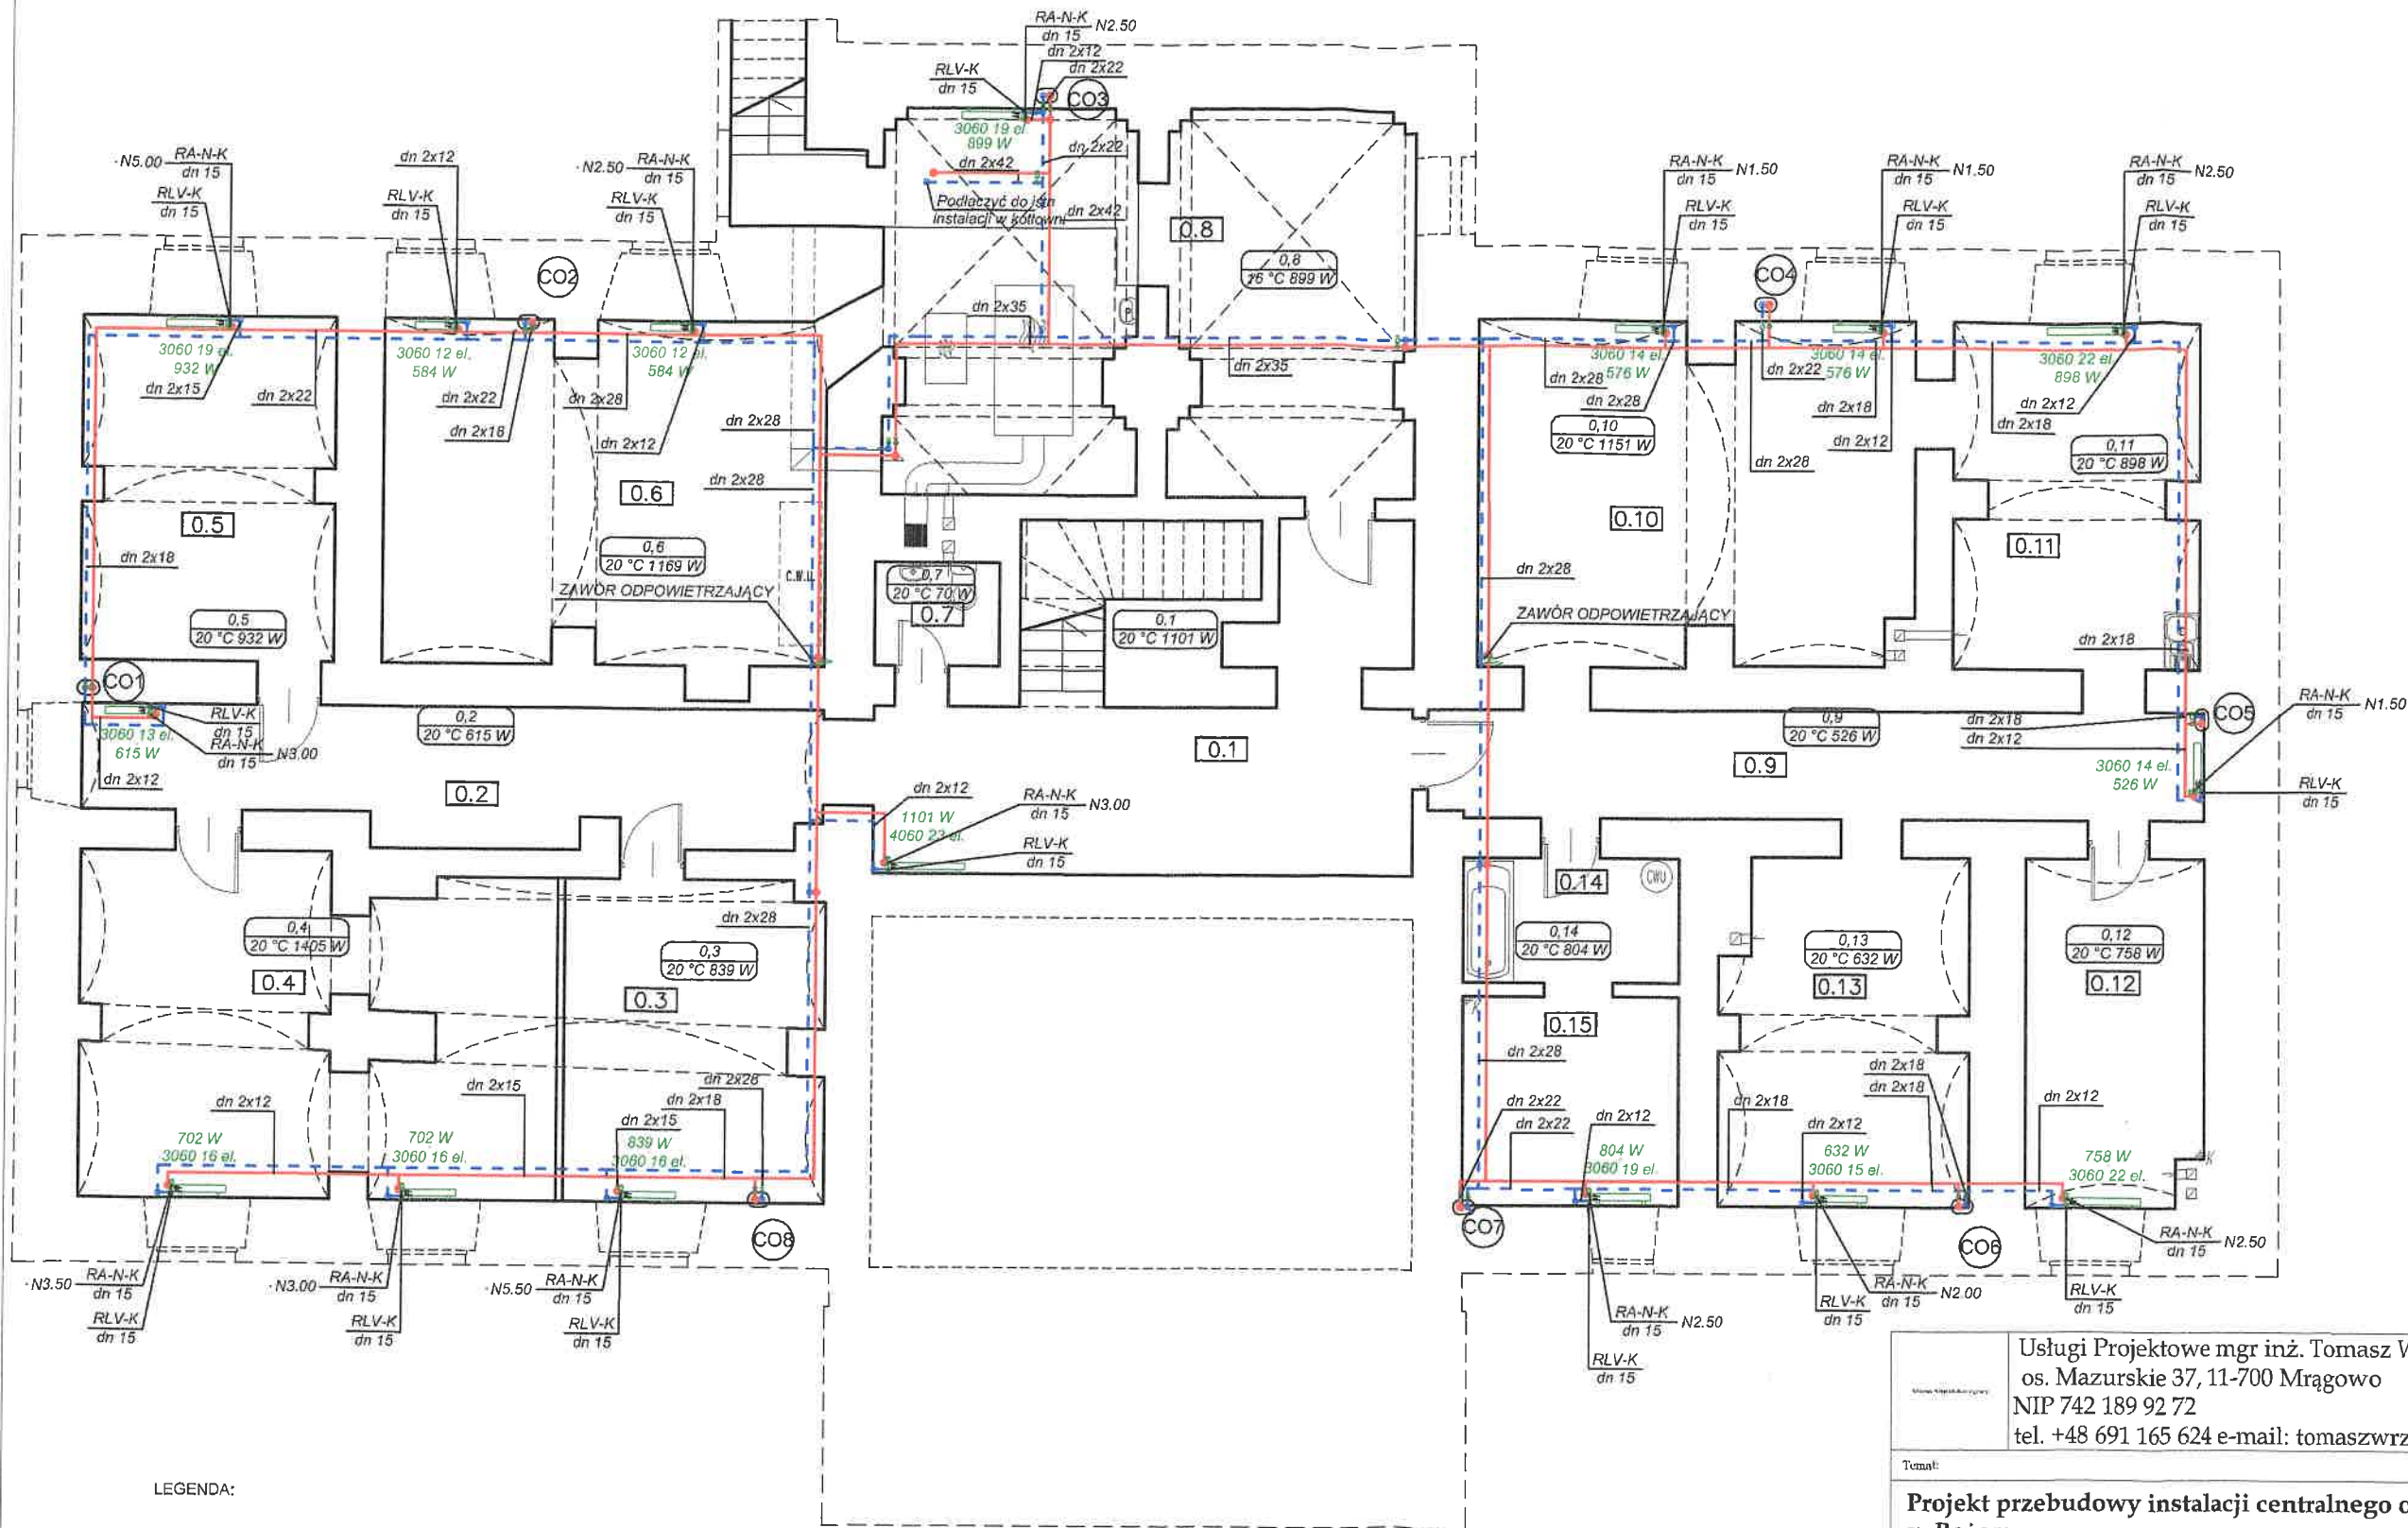 RA-N-K N2.50
dn 15
dn 2x12
RLV-K
dn 15
dn 2x22
CO3
3060 19 el.
899 W
dn 2x22
dn 2x42
Podłączyć do
instalacji w kotłowni
dn 2x42
0.8
0,8
°C 899 W
dn 2x35
dn 2x35
P
N5.00 RA-N-K
dn 15
RLV-K
dn 15
dn 2x12
RLV-K
dn 15
N2.50 RA-N-K
dn 15
RLV-K
dn 15
CO2
3060 19 el.
932 W
dn 2x15
dn 2x22
3060 12 el.
584 W
dn 2x22
dn 2x18
3060 12 el.
584 W
dn 2x28
dn 2x12
dn 2x28
dn 2x28
0.5
0.6
dn 2x18
0,6
20 °C 1169 W
C.W.U.
ZAWÓR ODPOWIETRZAJĄCY
0,5
20 °C 932 W
CO1
RA-N-K N1.50
dn 15
RLV-K
dn 15
RA-N-K N1.50
dn 15
RLV-K
dn 15
RA-N-K N2.50
dn 15
RLV-K
dn 15
CO4
3060 14 el.
576 W
dn 2x28
dn 2x28
3060 14 el.
576 W
dn 2x22
dn 2x18
dn 2x12
dn 2x28
3060 22 el.
898 W
dn 2x12
dn 2x18
0,10
20 °C 1151 W
0,11
20 °C 898 W
0.10
0.11
dn 2x28
ZAWÓR ODPOWIETRZAJĄCY
dn 2x18
0,7
20 °C 70 W
0.7
0,1
20 °C 1101 W
RLV-K
dn 15
RA-N-K N3.00
dn 15
3060 13 el.
615 W
dn 2x12
0,2
20 °C 615 W
0.2
0.1
0,9
20 °C 526 W
0.9
dn 2x18
dn 2x12
CO5
RA-N-K N1.50
dn 15
3060 14 el.
526 W
RLV-K
dn 15
dn 2x12
1101 W
4060 23 el.
RA-N-K N3.00
dn 15
RLV-K
dn 15
0,4
20 °C 1405 W
0.4
dn 2x28
0,3
20 °C 839 W
0.3
0.14
CWU
0,14
20 °C 804 W
0,13
20 °C 632 W
0.13
0,12
20 °C 758 W
0.12
K
0.15
dn 2x28
dn 2x12
702 W
3060 16 el.
dn 2x15
702 W
3060 16 el.
dn 2x28
dn 2x18
dn 2x15
839 W
3060 16 el.
CO8
dn 2x22
dn 2x22
dn 2x12
804 W
3060 19 el.
CO7
dn 2x18
dn 2x12
632 W
3060 15 el.
dn 2x18
dn 2x18
CO6
dn 2x12
758 W
3060 22 el.
K
N3.50 RA-N-K
dn 15
RLV-K
dn 15
N3.00 RA-N-K
dn 15
RLV-K
dn 15
N5.50 RA-N-K
dn 15
RLV-K
dn 15
RA-N-K N2.50
dn 15
RLV-K
dn 15
RA-N-K N2.00
dn 15
RLV-K
dn 15
RA-N-K N2.50
dn 15
RLV-K
dn 15
LEGENDA:
Usługi Projektowe mgr inż. Tomasz
os. Mazurskie 37, 11-700 Mrągowo
NIP 742 189 92 72
tel. +48 691 165 624 e-mail: tomaszwrz
Temat:
Projekt przebudowy instalacji centralnego